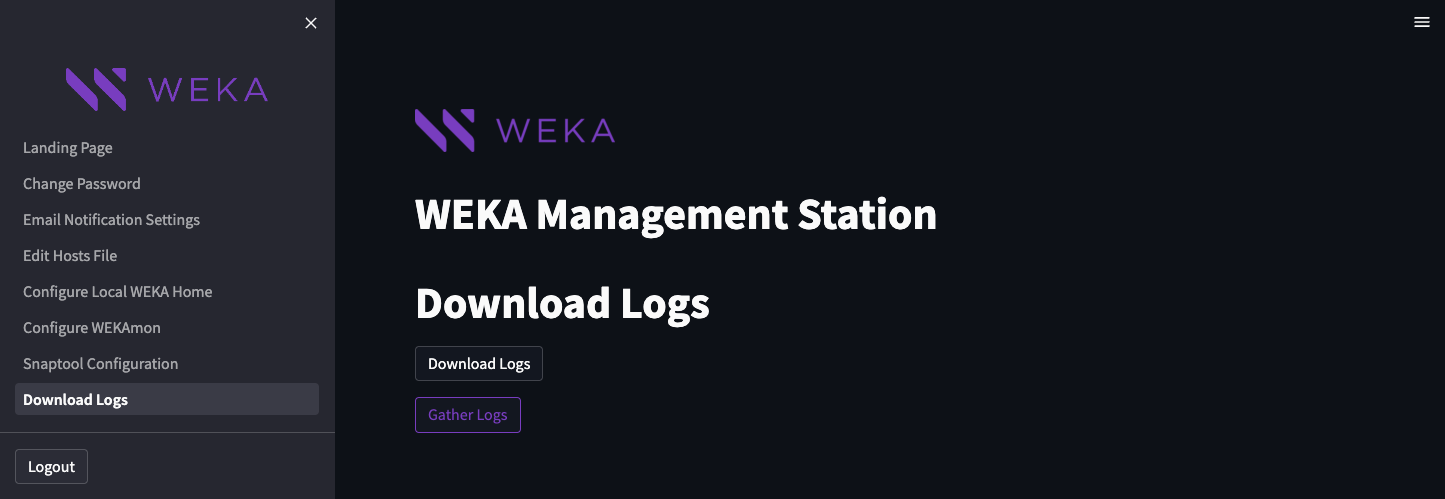 WEKA
Landing Page
Change Password
Email Notification Settings
Edit Hosts File
Configure Local WEKA Home
Configure WEKAmon
Snaptool Configuration
Download Logs
Logout
WEKA
WEKA Management Station
Download Logs
Download Logs
Gather Logs